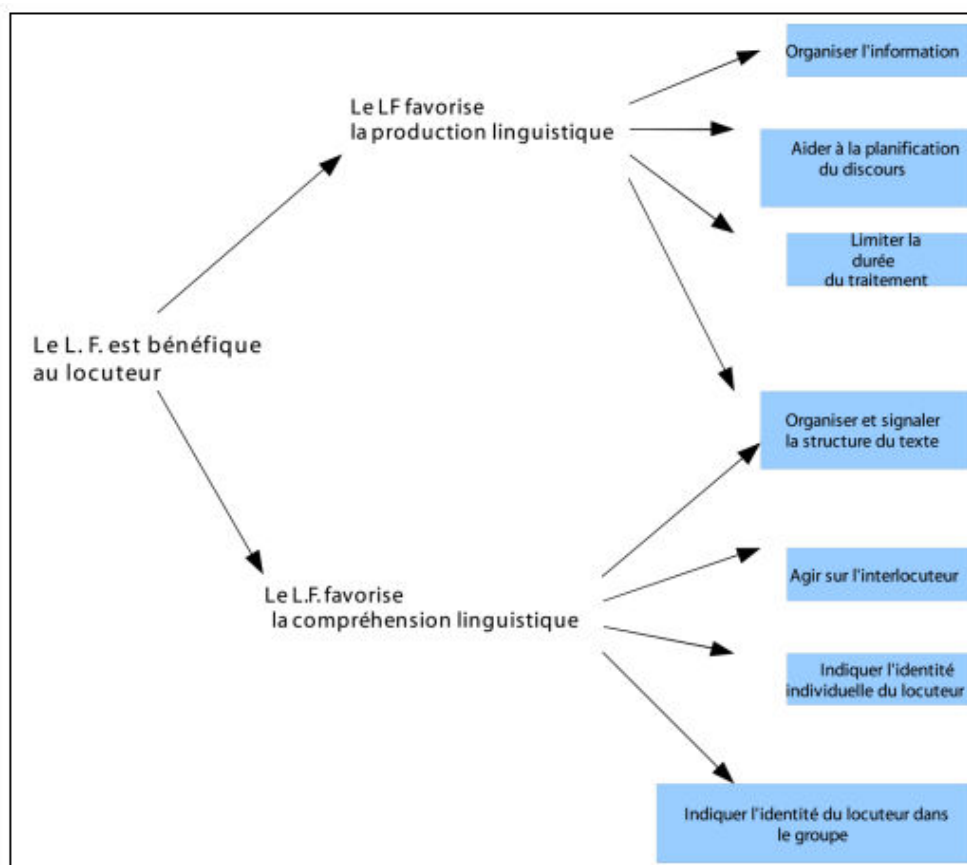 Organiser l'information
Le LF favorise
la production linguistique
Aider à la planification
du discours
Limiter la
durée
du traitement
Le L. F. est bénéfique
au locuteur
Organiser et signaler
la structure du texte
Agir sur l'interlocuteur
Le L.F. favorise
la compréhension linguistique
Indiquer l'identité
individuelle du locuteur
Indiquer l'identité du locuteur dans
le groupe